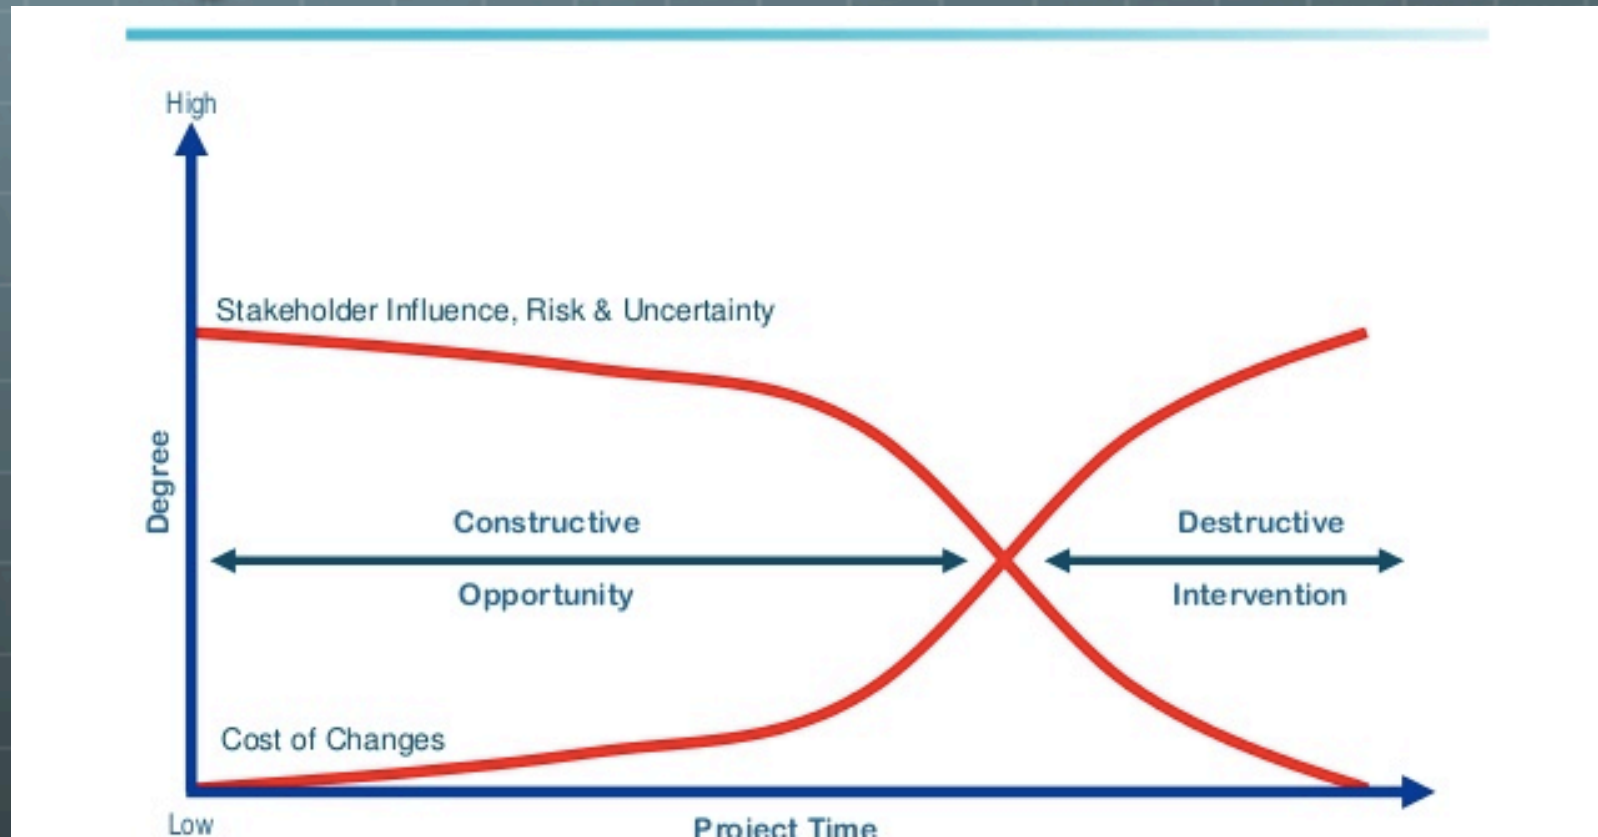 High
Stakeholder Influence, Risk & Uncertainty
Degree
Constructive
Destructive
Opportunity
Intervention
Cost of Changes
Low
Project Time